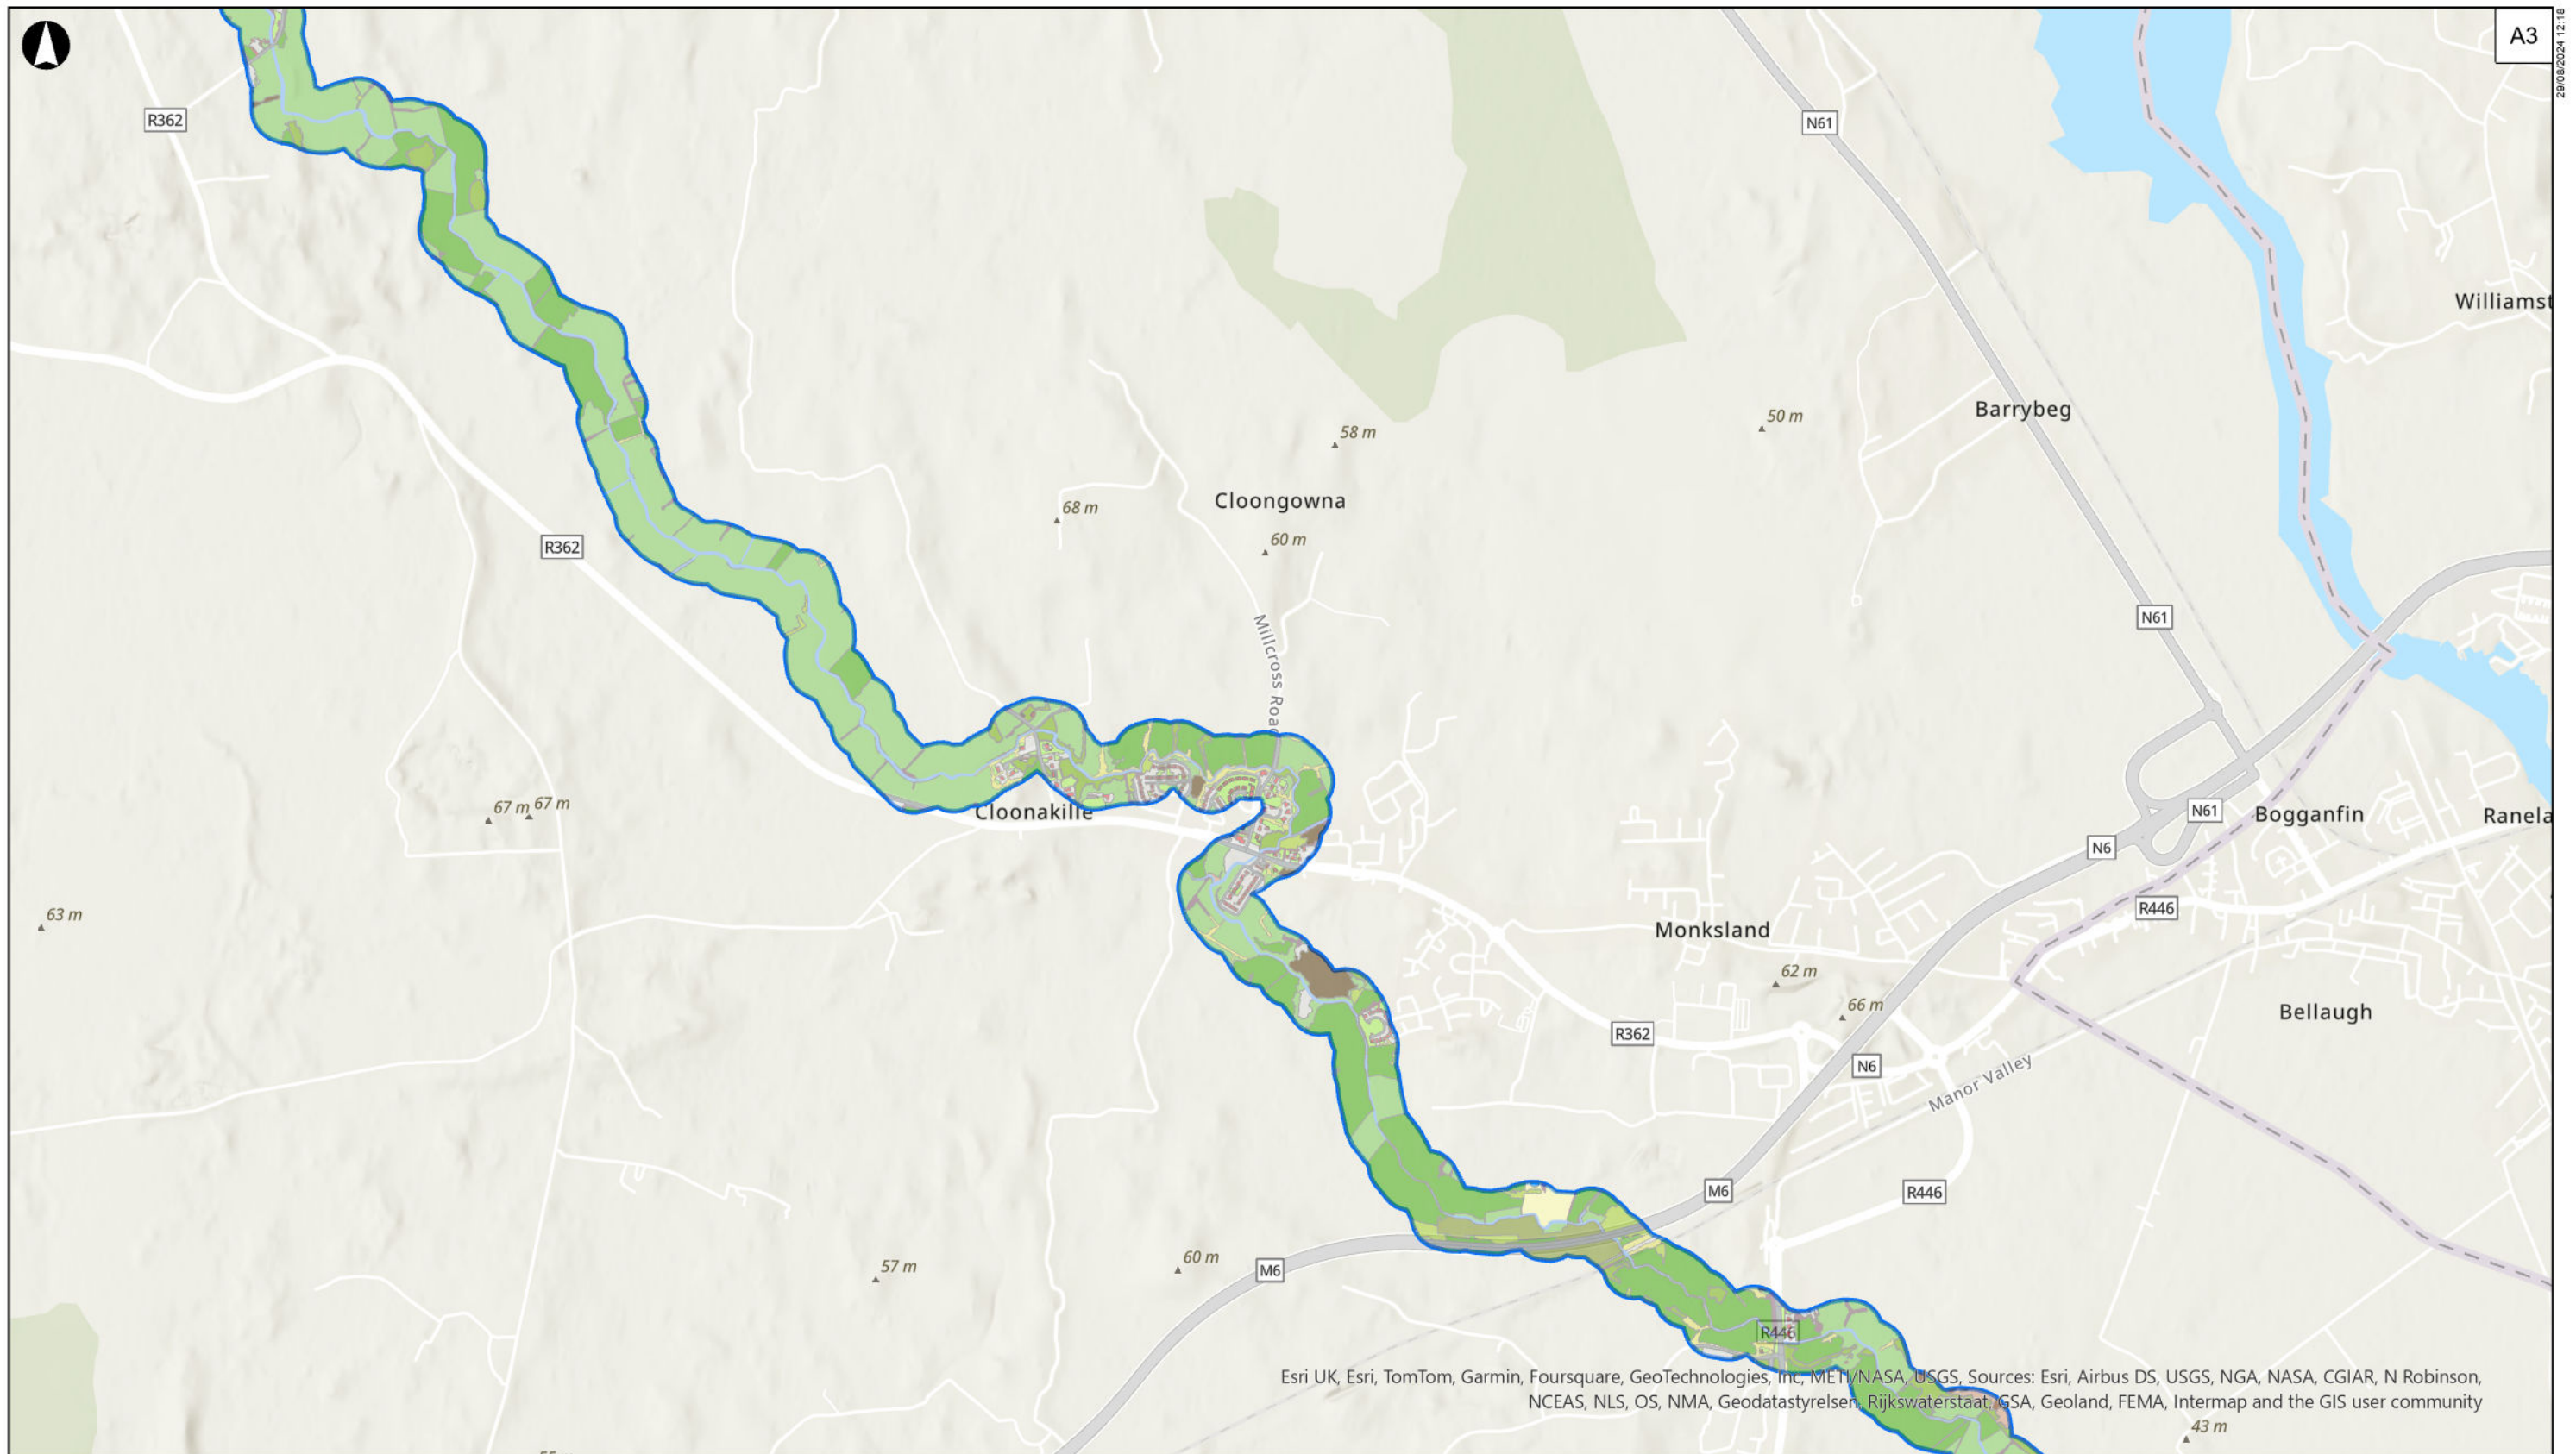 A3
29/08/2024 12:18
R362
N61
Williamst
Barrybeg
50 m
58 m
Cloongowna
68 m
60 m
R362
Millcross Roa
N61
67 m
67 m
Cloonakille
N61
Bogganfin
Ranela
N6
63 m
R446
Monksland
62 m
66 m
Bellaugh
R362
N6
Manor Valley
M6
R446
60 m
57 m
M6
R446
Esri UK, Esri, TomTom, Garmin, Foursquare, GeoTechnologies, Inc, METI/NASA, USGS, Sources: Esri, Airbus DS, USGS, NGA, NASA, CGIAR, N Robinson,
NCEAS, NLS, OS, NMA, Geodatastyrelsen, Rijkswaterstaat, GSA, Geoland, FEMA, Intermap and the GIS user community
43 m